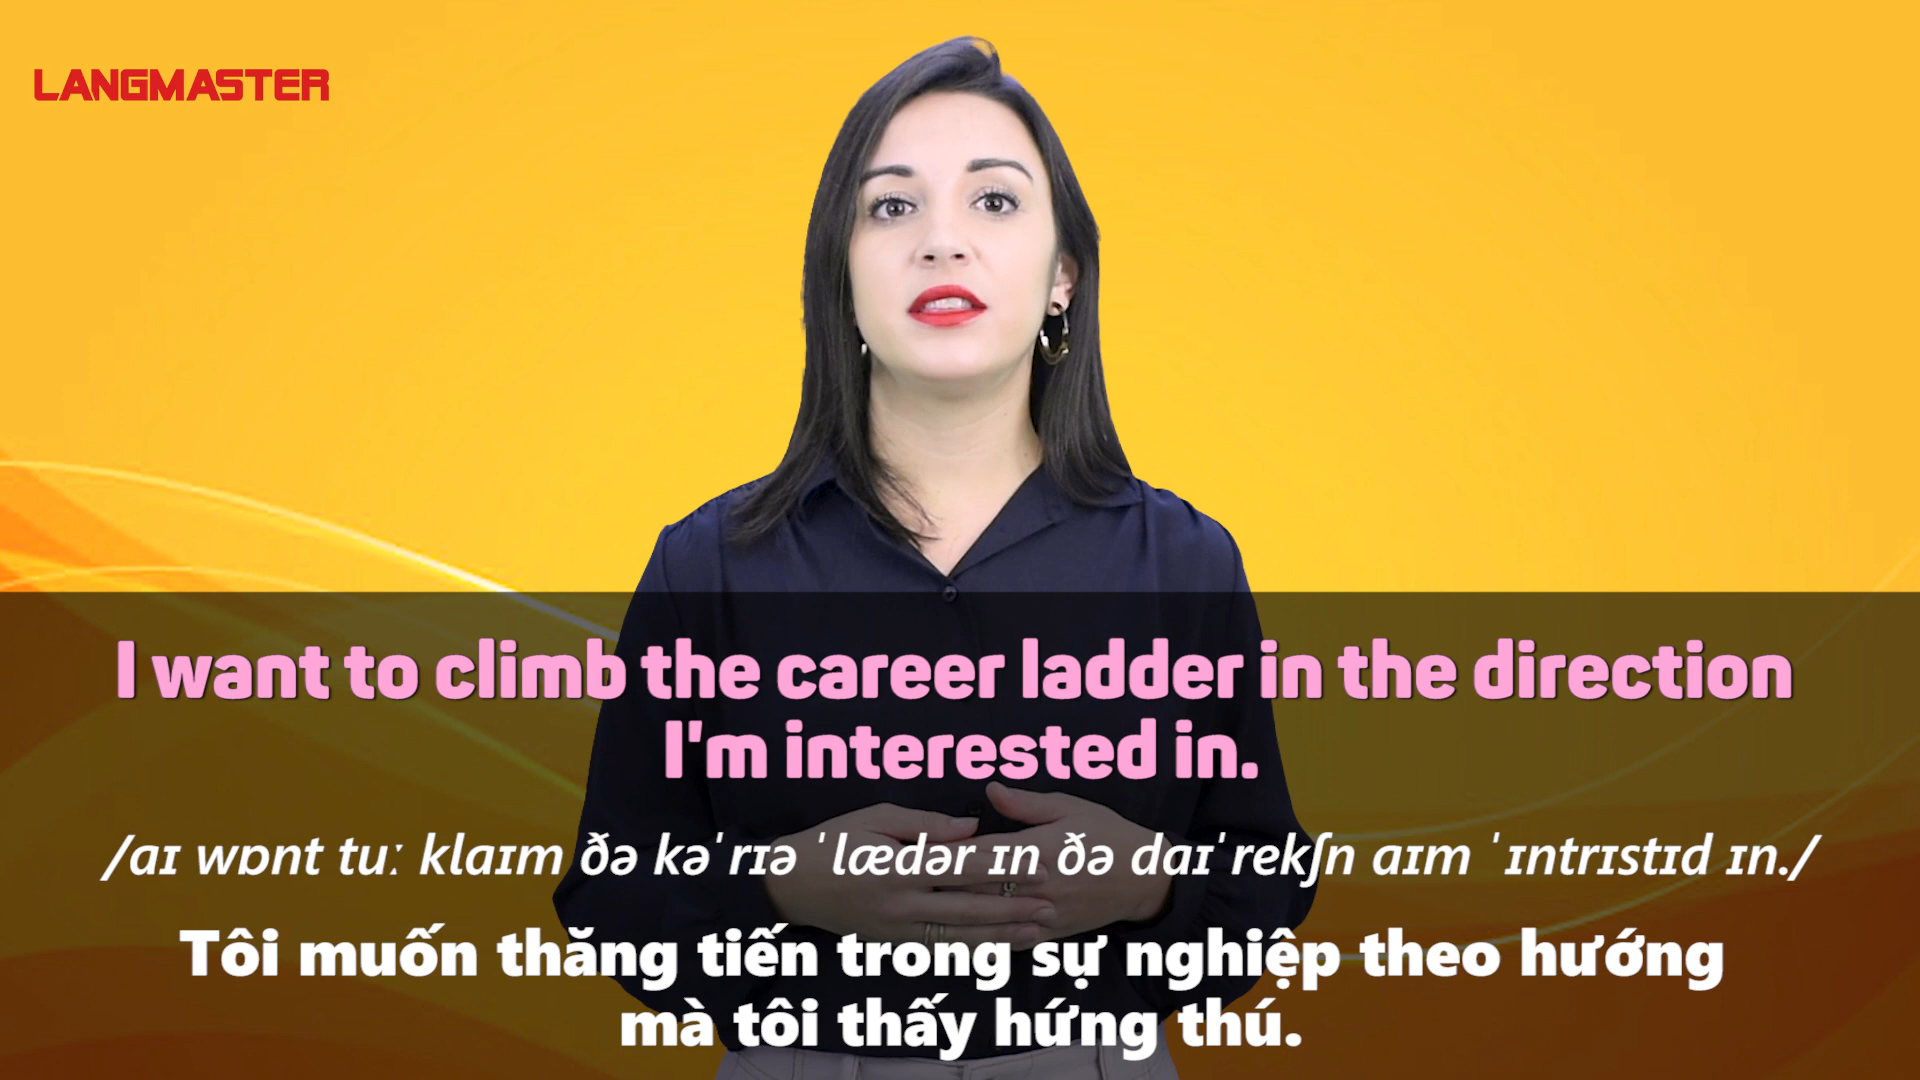 LANGMASTER
I want to climb the career ladder in the direction
I'm interested in.
/aɪ wɒnt tuː klaɪm ðə kəˈrɪə ˈlædər ɪn ðə daɪˈrekʃn aɪm ˈɪntrɪstɪd ɪn./
Tôi muốn thăng tiến trong sự nghiệp theo hướng
mà tôi thấy hứng thú.